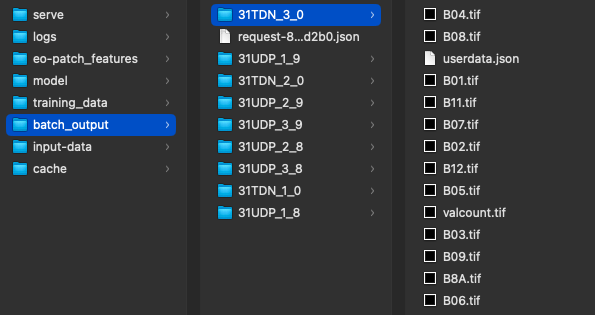 serve
logs
eo-patch_features
model
training_data
batch_output
input-data
cache
31TDN_3_0
request-8...d2b0.json
31UDP_1_9
31TDN_2_0
31UDP_2_9
31UDP_3_9
31UDP_2_8
31UDP_3_8
31TDN_1_0
31UDP_1_8
B04.tif
B08.tif
userdata.json
B01.tif
B11.tif
B07.tif
B02.tif
B12.tif
B05.tif
valcount.tif
B03.tif
B09.tif
B8A.tif
B06.tif